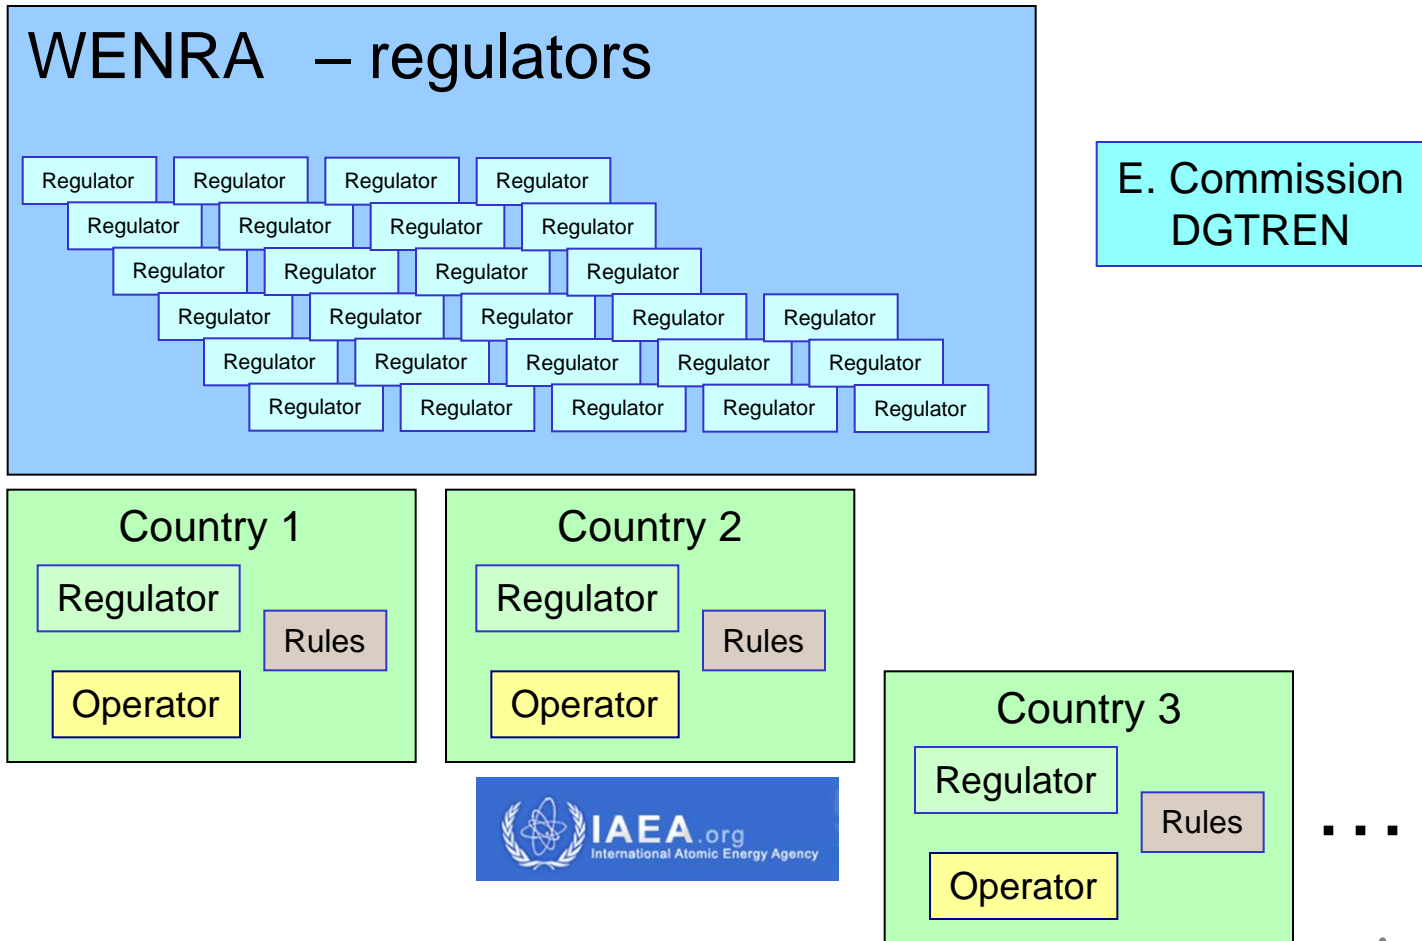 WENRA – regulators
Regulator Regulator Regulator Regulator
Regulator Regulator Regulator Regulator
Regulator Regulator Regulator Regulator
Regulator Regulator Regulator Regulator Regulator
Regulator Regulator Regulator Regulator Regulator
Regulator Regulator Regulator Regulator Regulator
E. Commission
DGTREN
Country 1
Regulator
Rules
Operator
Country 2
Regulator
Rules
Operator
IAEA.org
International Atomic Energy Agency
Country 3
Regulator
Rules
Operator
...